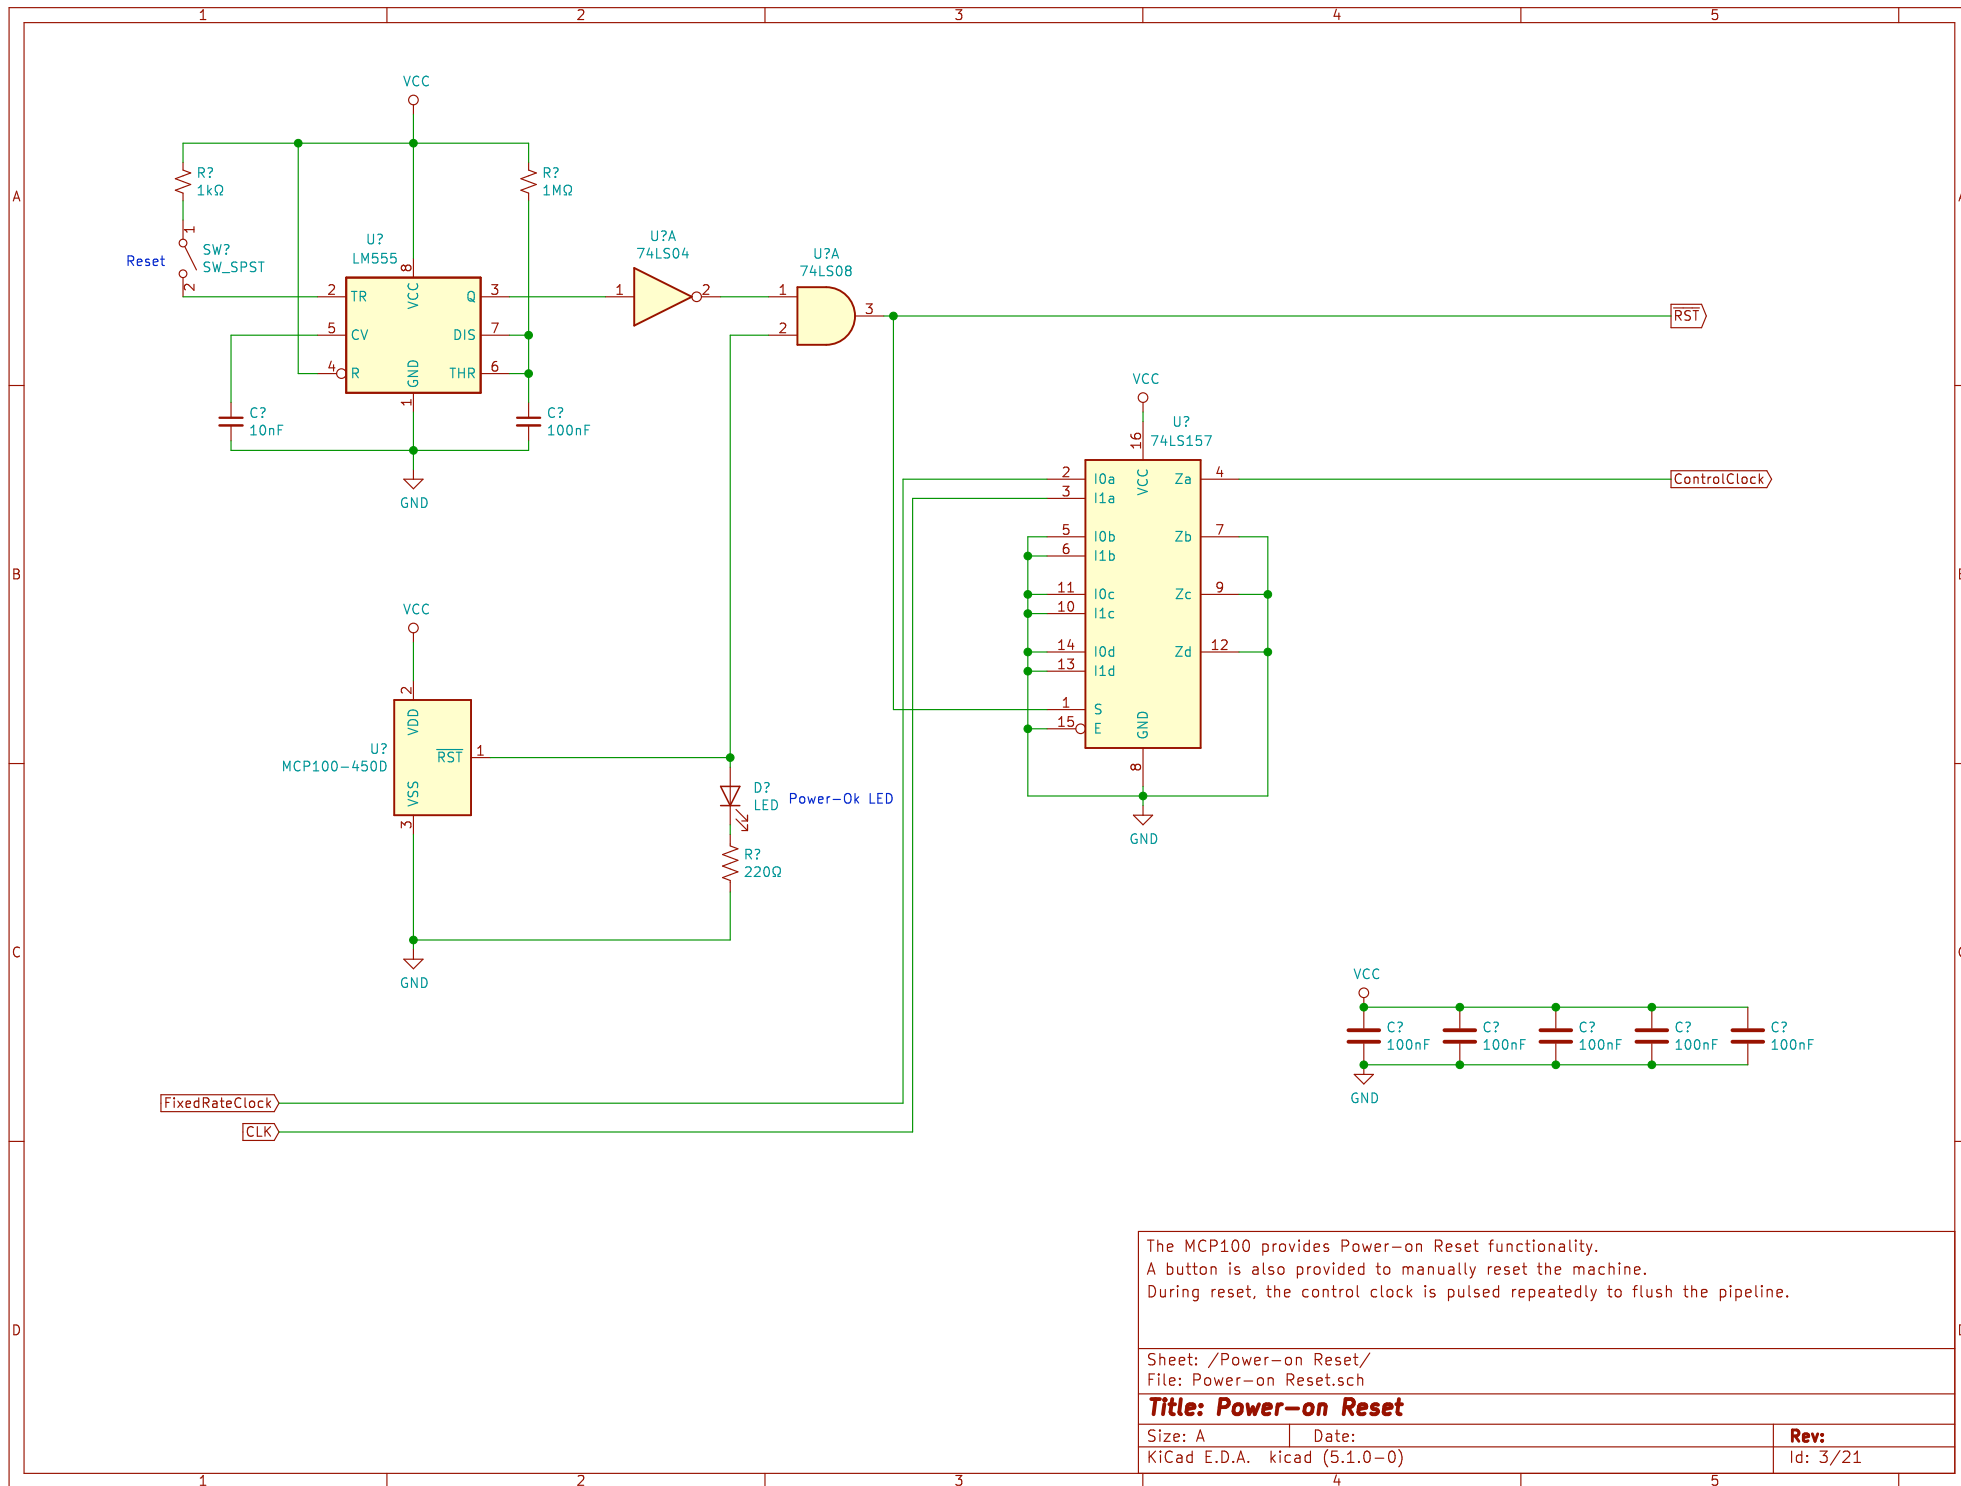 1 2 3 4 5
A
B
C
D
VCC
R?
1kΩ
1
SW?
SW_SPST
Reset
2
U?
LM555
8
VCC
2 TR
5 CV
4 R
Q 3
DIS 7
THR 6
GND
1
R?
1MΩ
C?
10nF
C?
100nF
GND
U?A
74LS04
1 2
U?A
74LS08
1
2
3
RST
VCC
U?
74LS157
16
VCC
2 I0a
3 I1a
5 I0b
6 I1b
11 I0c
10 I1c
14 I0d
13 I1d
1 S
15 E
Za 4
Zb 7
Zc 9
Zd 12
GND
8
GND
ControlClock
VCC
2
VDD
U?
MCP100-450D
RST 1
VSS
3
GND
D?
LED
Power-Ok LED
R?
220Ω
VCC
C?
100nF
C?
100nF
C?
100nF
C?
100nF
C?
100nF
GND
FixedRateClock
CLK
The MCP100 provides Power-on Reset functionality.
A button is also provided to manually reset the machine.
During reset, the control clock is pulsed repeatedly to flush the pipeline.
Sheet: /Power-on Reset/
File: Power-on Reset.sch
Title: Power-on Reset
Size: A Date: Rev:
KiCad E.D.A. kicad (5.1.0-0) Id: 3/21
1 2 3 4 5